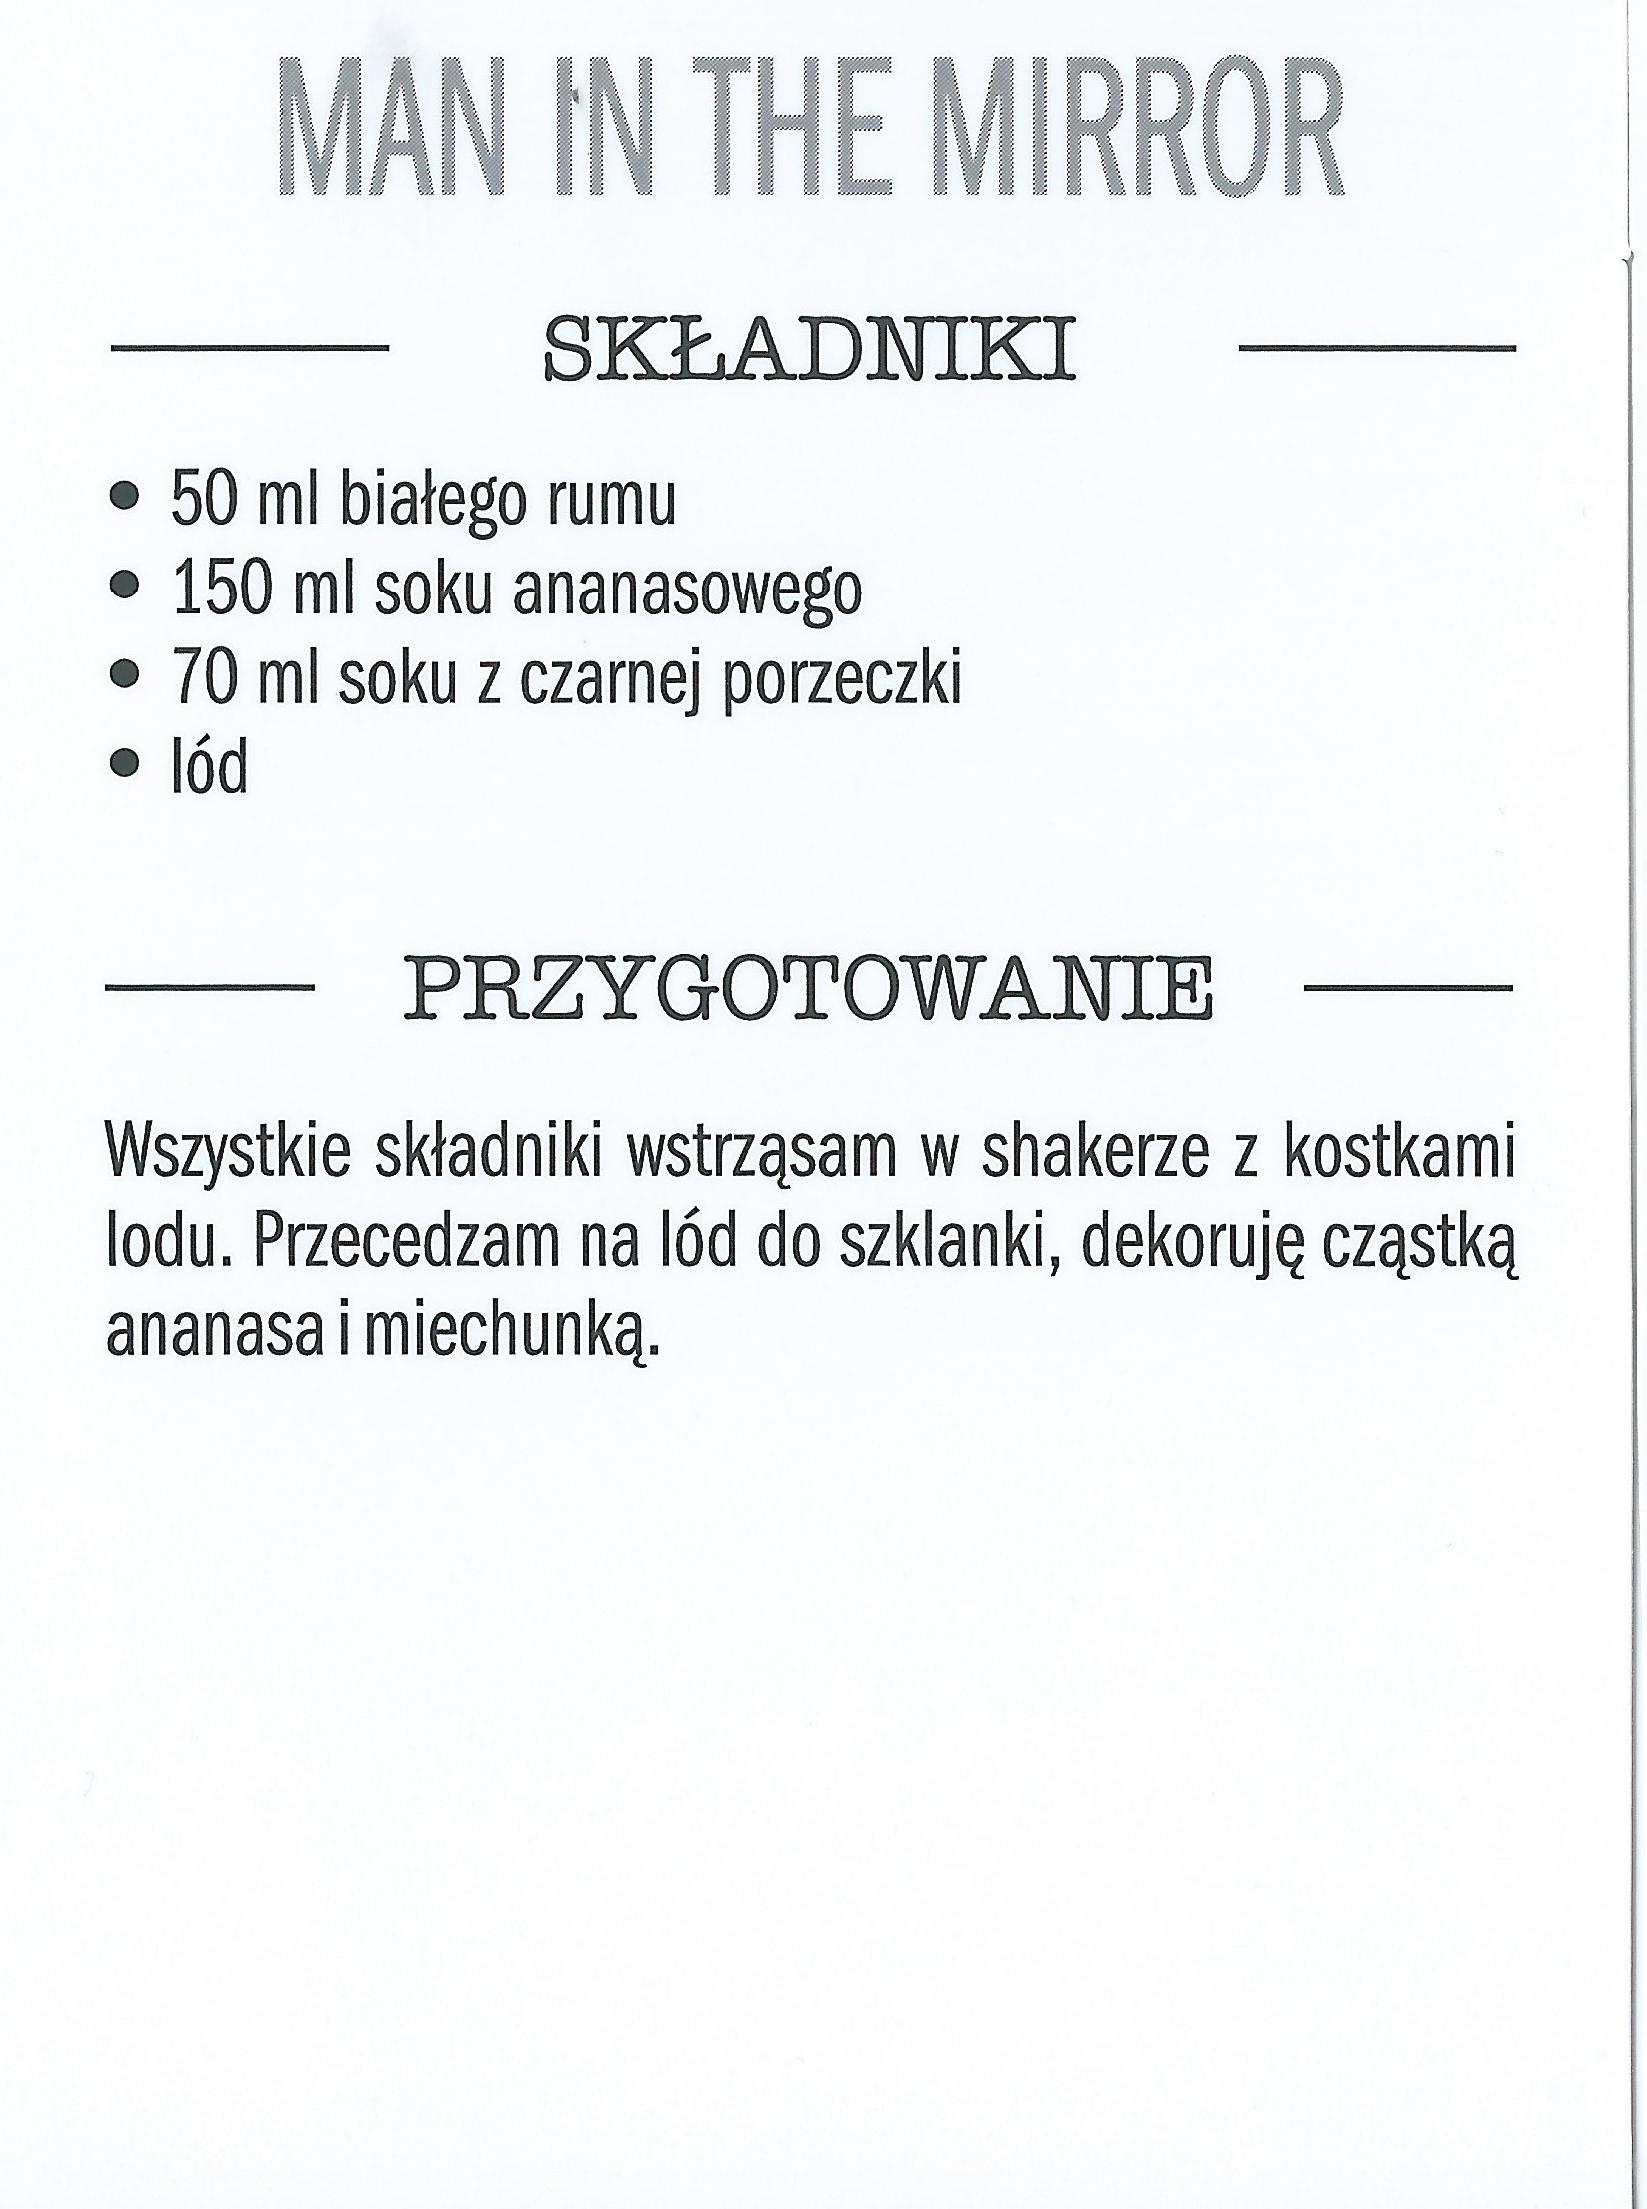 MAN IN THE MIRROR
SKŁADNIKI
• 50 ml białego rumu
• 150 ml soku ananasowego
• 70 ml soku z czarnej porzeczki
• lód
PRZYGOTOWANIE
Wszystkie składniki wstrząsam w shakerze z kostkami
lodu. Przecedzam na lód do szklanki, dekoruję cząstką
ananasa i miechunką.